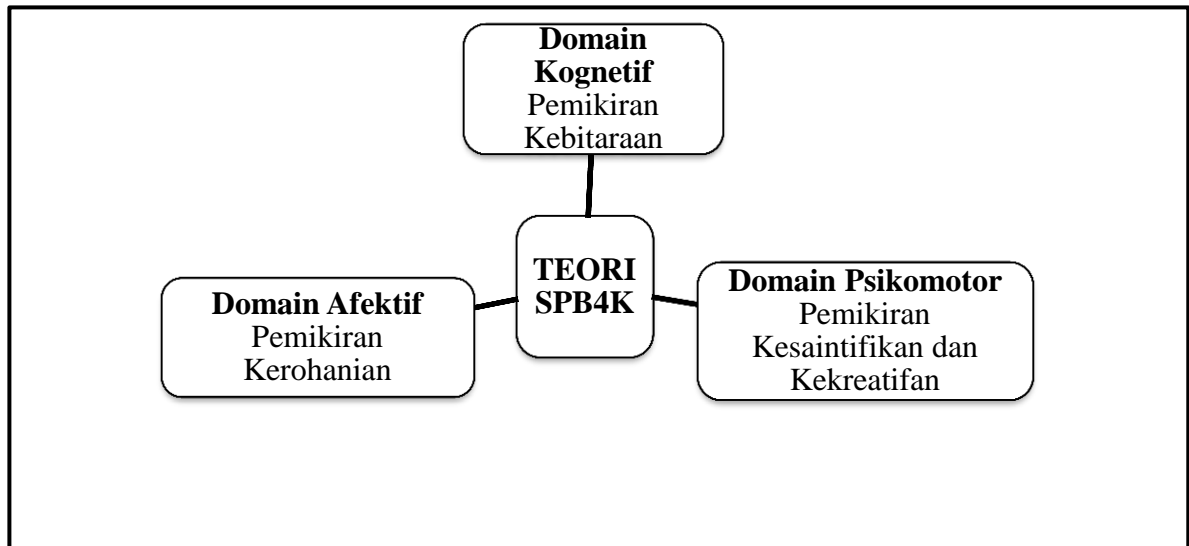 Domain
Kognetif
Pemikiran
Kebitaraan
TEORI
SPB4K
Domain Afektif
Pemikiran
Kerohanian
Domain Psikomotor
Pemikiran
Kesaintifikan dan
Kekreatifan